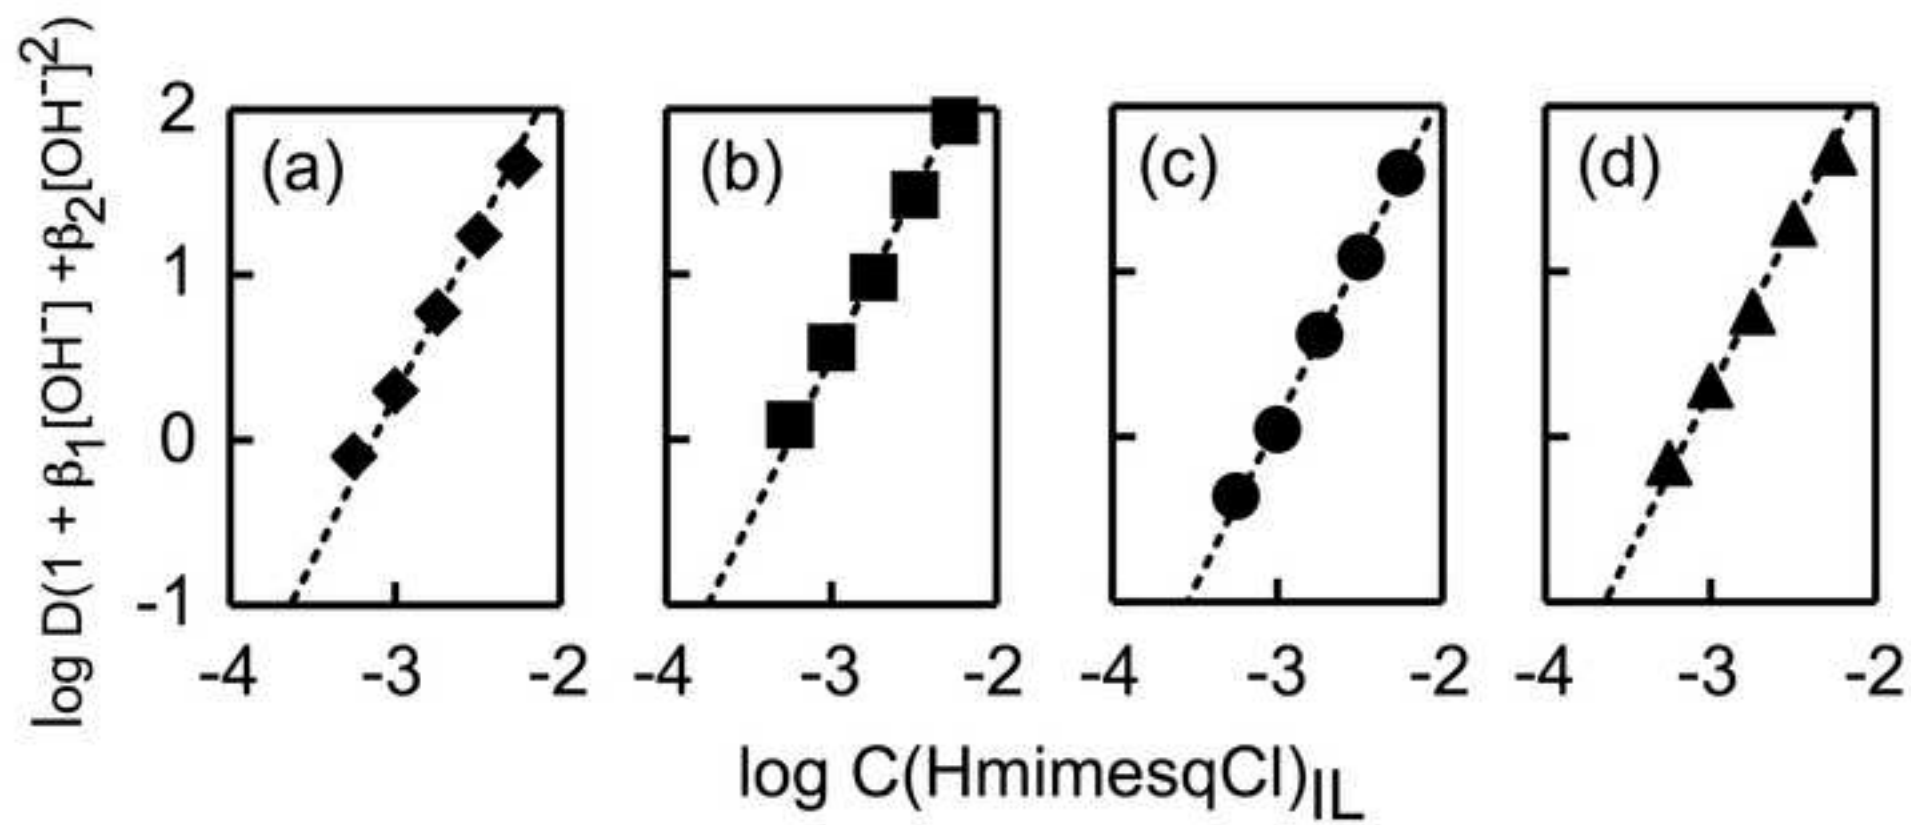 log D(1 + β1[OH⁻] +β2[OH⁻]²)
2
1
0
-1
(a)
(b)
(c)
(d)
-4 -3 -2 -4 -3 -2 -4 -3 -2 -4 -3 -2
log C(HmimesqCl)IL